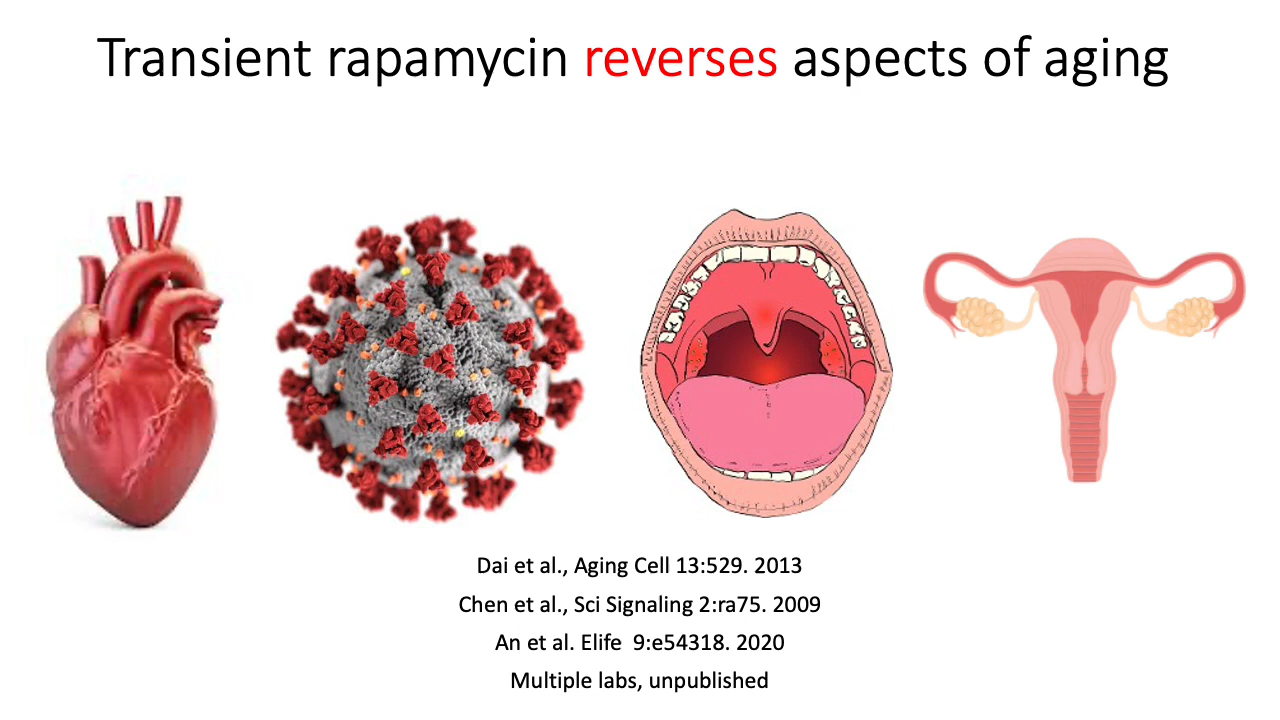 Transient rapamycin reverses aspects of aging
Dai et al., Aging Cell 13:529. 2013
Chen et al., Sci Signaling 2:ra75. 2009
An et al. Elife  9:e54318. 2020
Multiple labs, unpublished